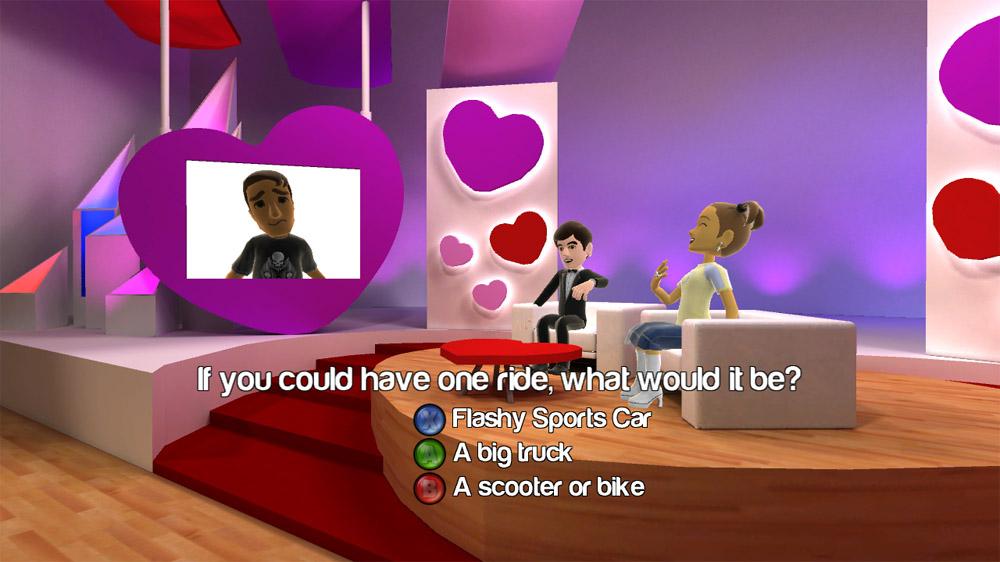 If you could have one ride, what would it be?
X Flashy Sports Car
A A big truck
B A scooter or bike